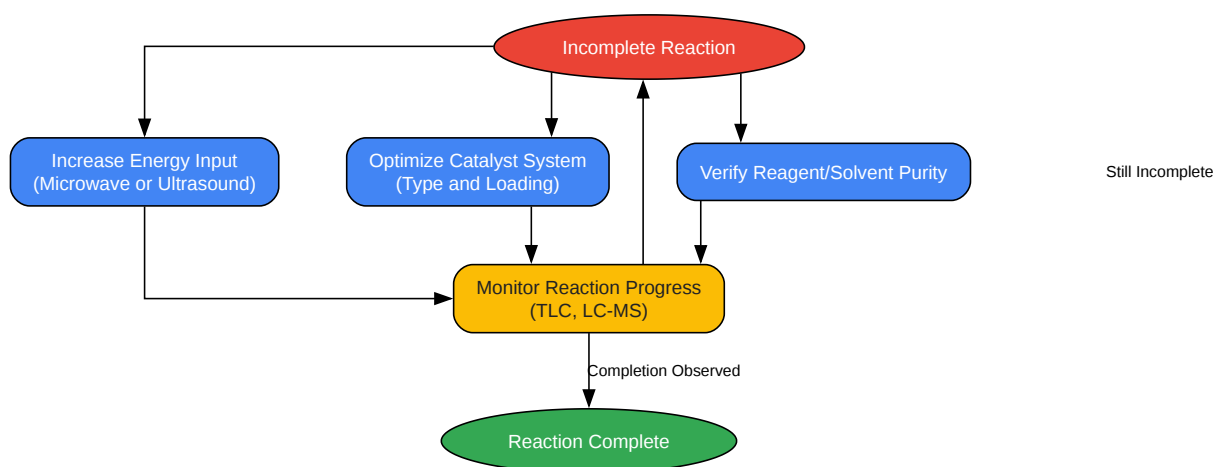 Incomplete Reaction
Increase Energy Input
(Microwave or Ultrasound)
Optimize Catalyst System
(Type and Loading)
Verify Reagent/Solvent Purity
Still Incomplete
Monitor Reaction Progress
(TLC, LC-MS)
Completion Observed
Reaction Complete